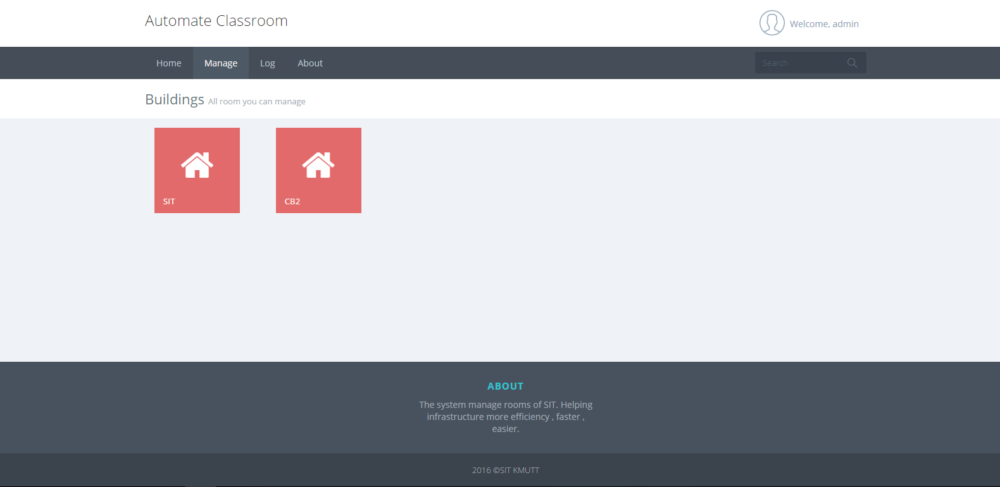 Automate Classroom
Welcome, admin
Home Manage Log About
Search
Buildings All room you can manage
SIT
CB2
ABOUT
The system manage rooms of SIT. Helping
infrastructure more efficiency , faster ,
easier.
2016 ©SIT KMUTT